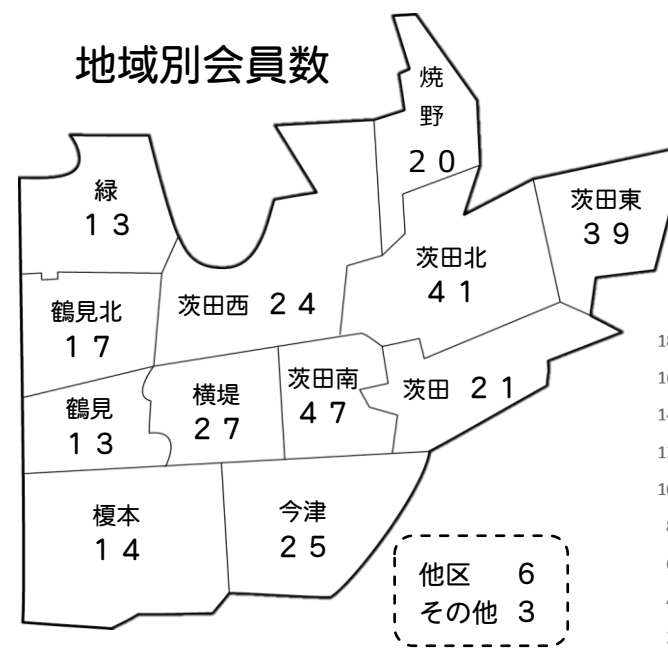 地域別会員数
焼
野
２０
緑
１３
茨田東
３９
茨田北
４１
鶴見北
１７
茨田西 ２４
鶴見
１３
横堤
２７
茨田南
４７
茨田 ２１
榎本
１４
今津
２５
他区 ６
その他 ３